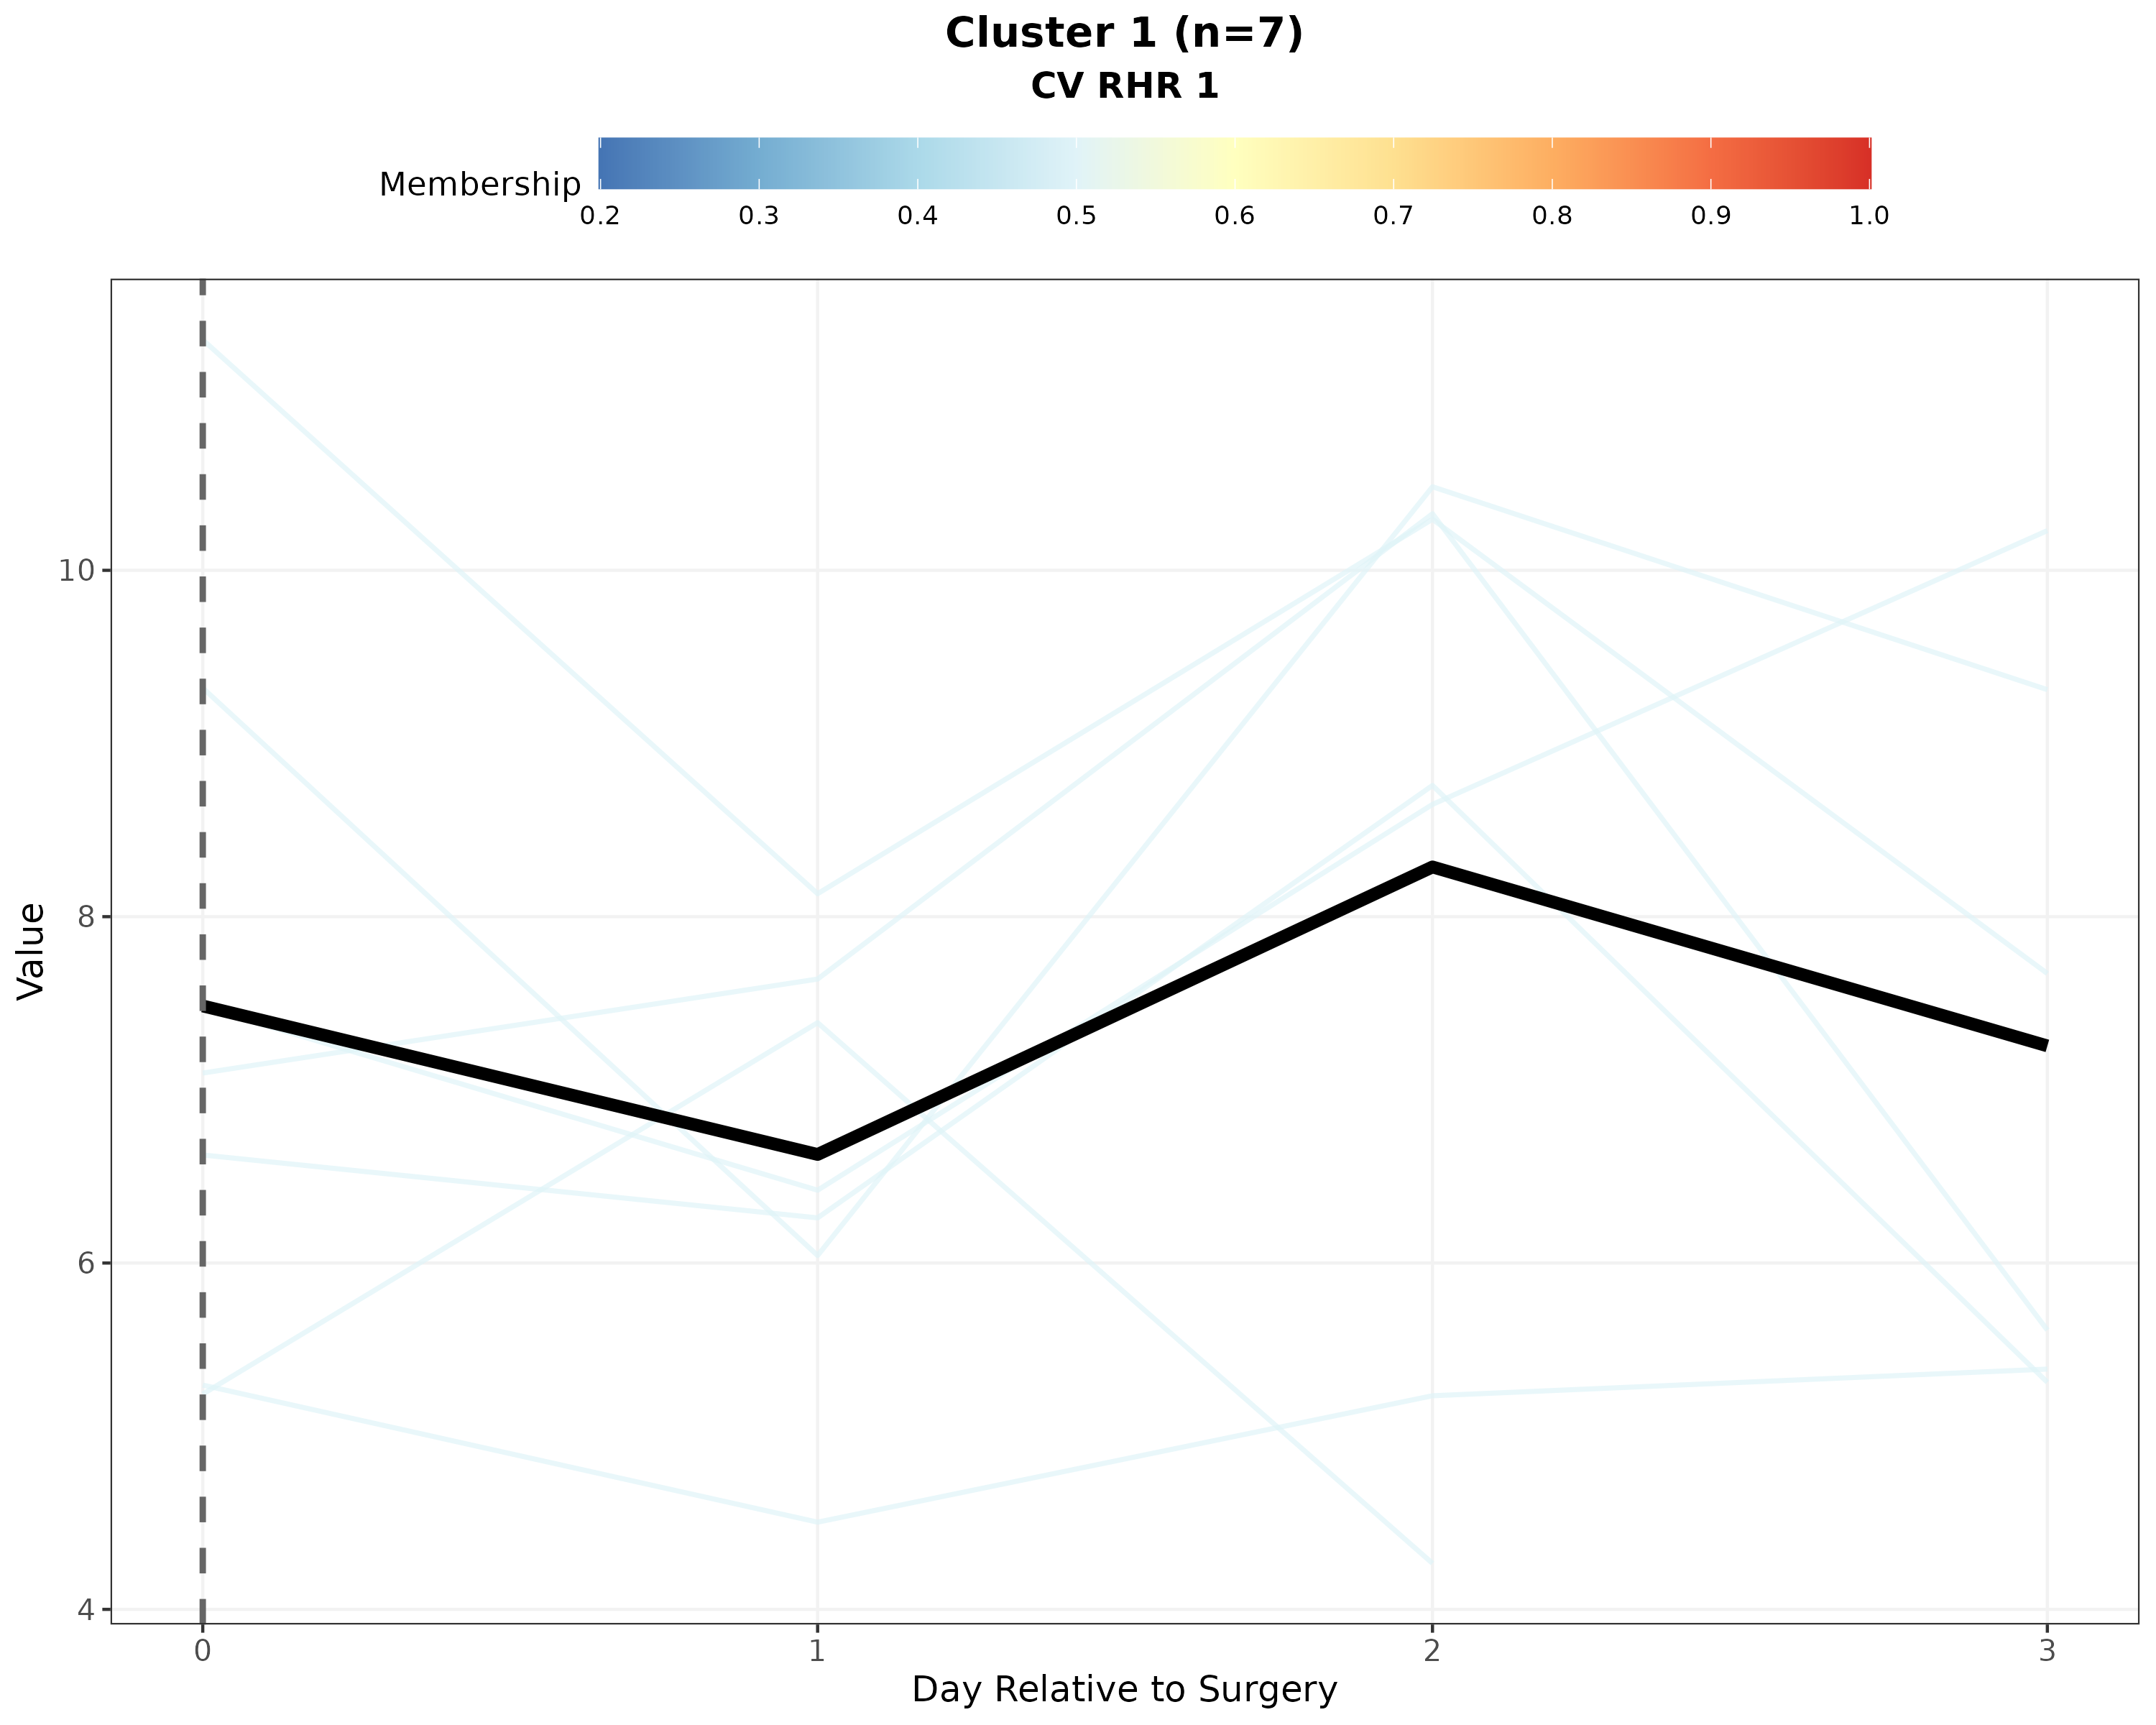 Cluster 1 (n=7)
CV RHR 1
Membership
0.2 0.3 0.4 0.5 0.6 0.7 0.8 0.9 1.0
10
8
6
4
Value
0 1 2 3
Day Relative to Surgery